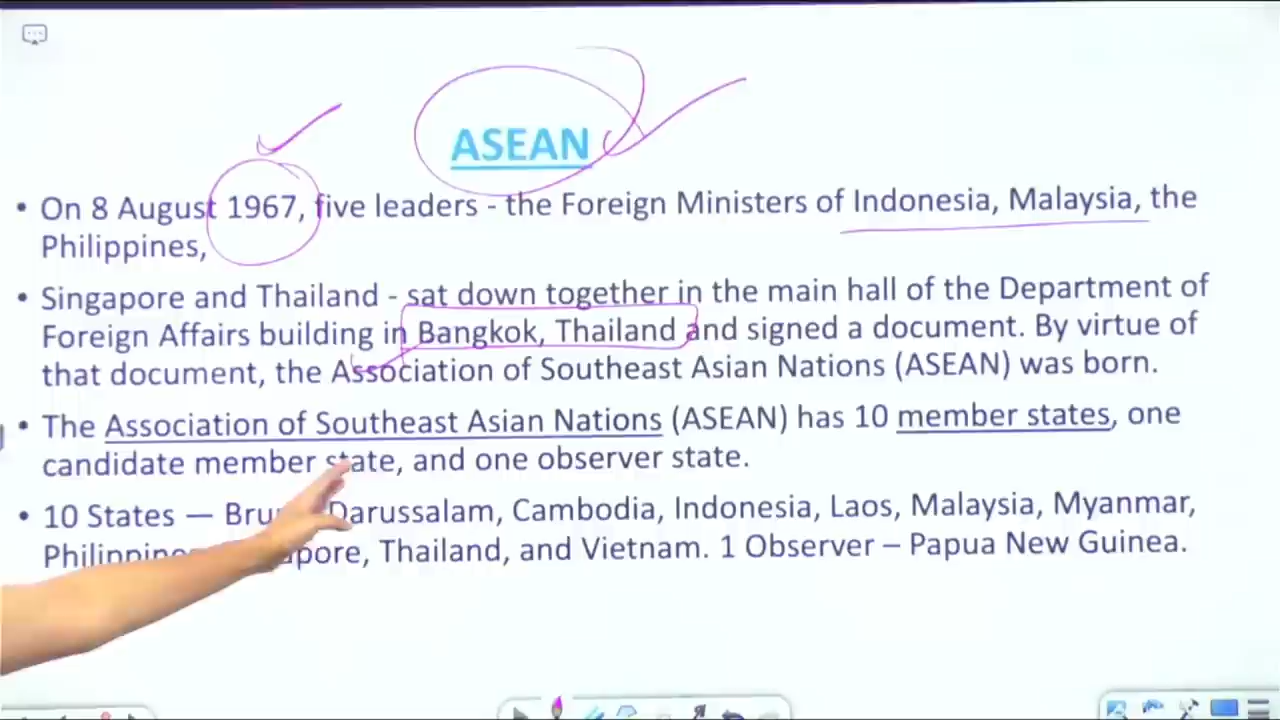 ASEAN
• On 8 August 1967, five leaders - the Foreign Ministers of Indonesia, Malaysia, the
Philippines,
• Singapore and Thailand - sat down together in the main hall of the Department of
Foreign Affairs building in Bangkok, Thailand and signed a document. By virtue of
that document, the Association of Southeast Asian Nations (ASEAN) was born.
• The Association of Southeast Asian Nations (ASEAN) has 10 member states, one
candidate member state, and one observer state.
• 10 States — Darussalam, Cambodia, Indonesia, Laos, Malaysia, Myanmar,
Thailand, and Vietnam. 1 Observer – Papua New Guinea.